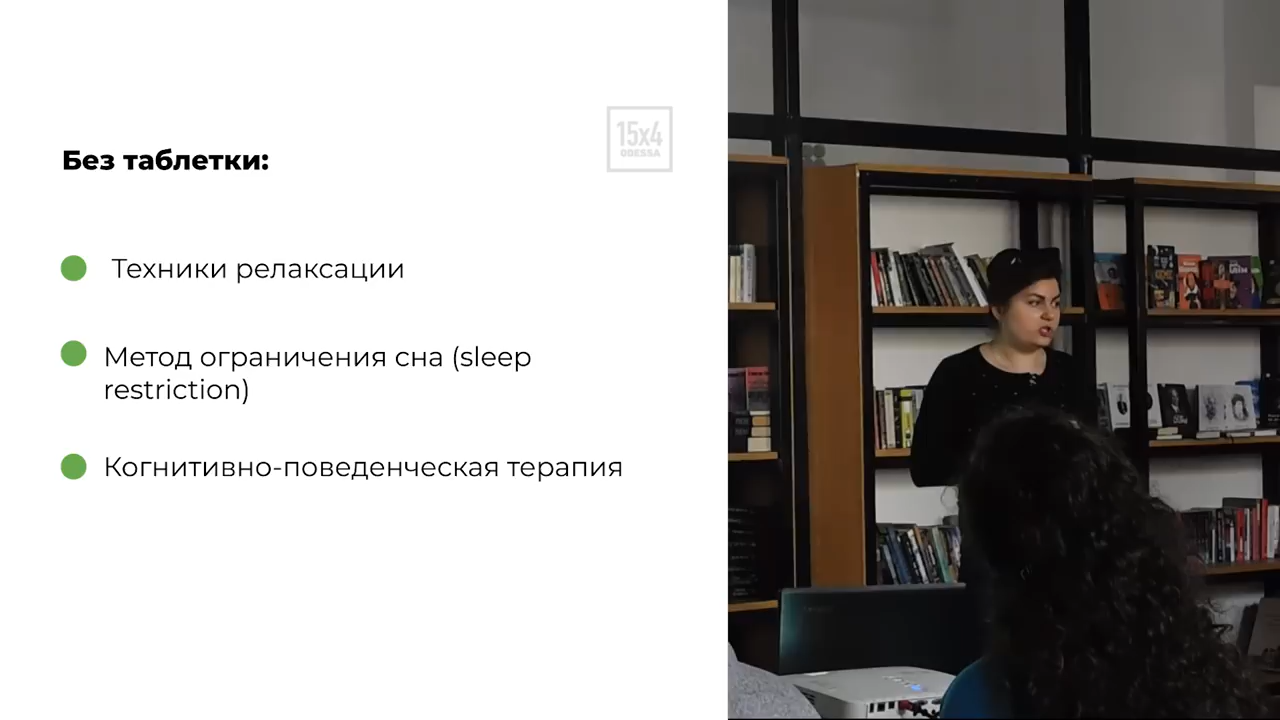 15x4
ODESSA
Без таблетки:
Техники релаксации
Метод ограничения сна (sleep
restriction)
Когнитивно-поведенческая терапия